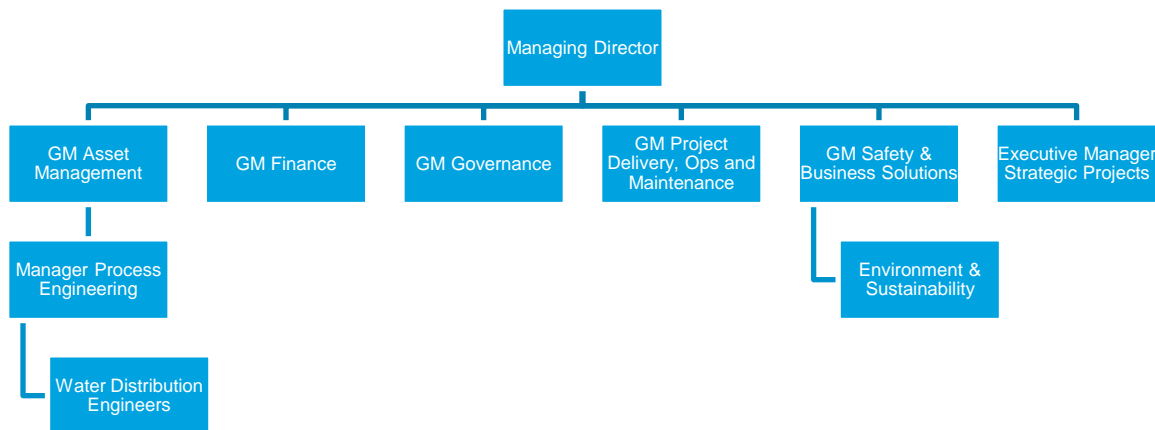 Managing Director
GM Asset
Management
GM Finance
GM Governance
GM Project
Delivery, Ops and
Maintenance
GM Safety &
Business Solutions
Executive Manager
Strategic Projects
Manager Process
Engineering
Environment &
Sustainability
Water Distribution
Engineers